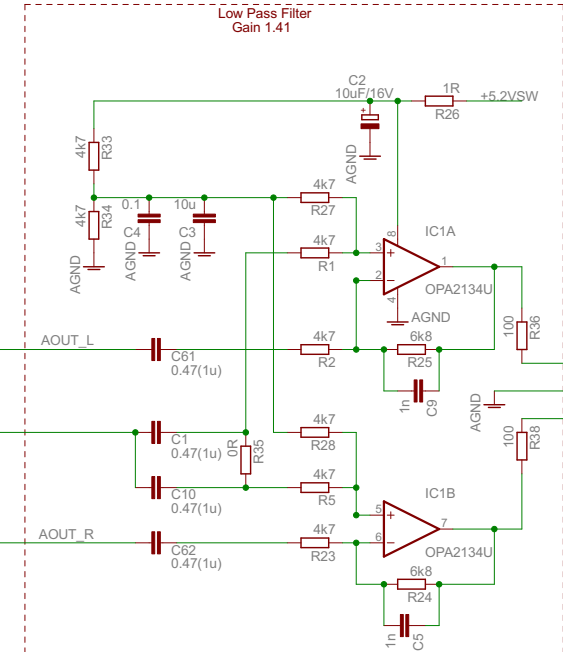 Low Pass Filter
Gain 1.41
C2
10uF/16V
+
1R
R26
+5.2VSW
4k7
R33
AGND
4k7
R34
AGND
0.1
C4
AGND
10u
C3
AGND
4k7
R27
4k7
R1
IC1A
8
3
+
2
-
1
4
OPA2134U
AGND
AOUT_L
C61
0.47(1u)
4k7
R2
6k8
R25
1n
C9
100
R36
AGND
C1
0.47(1u)
0R
R35
4k7
R28
C10
0.47(1u)
4k7
R5
100
R38
IC1B
5
+
6
-
7
OPA2134U
AOUT_R
C62
0.47(1u)
4k7
R23
6k8
R24
1n
C5